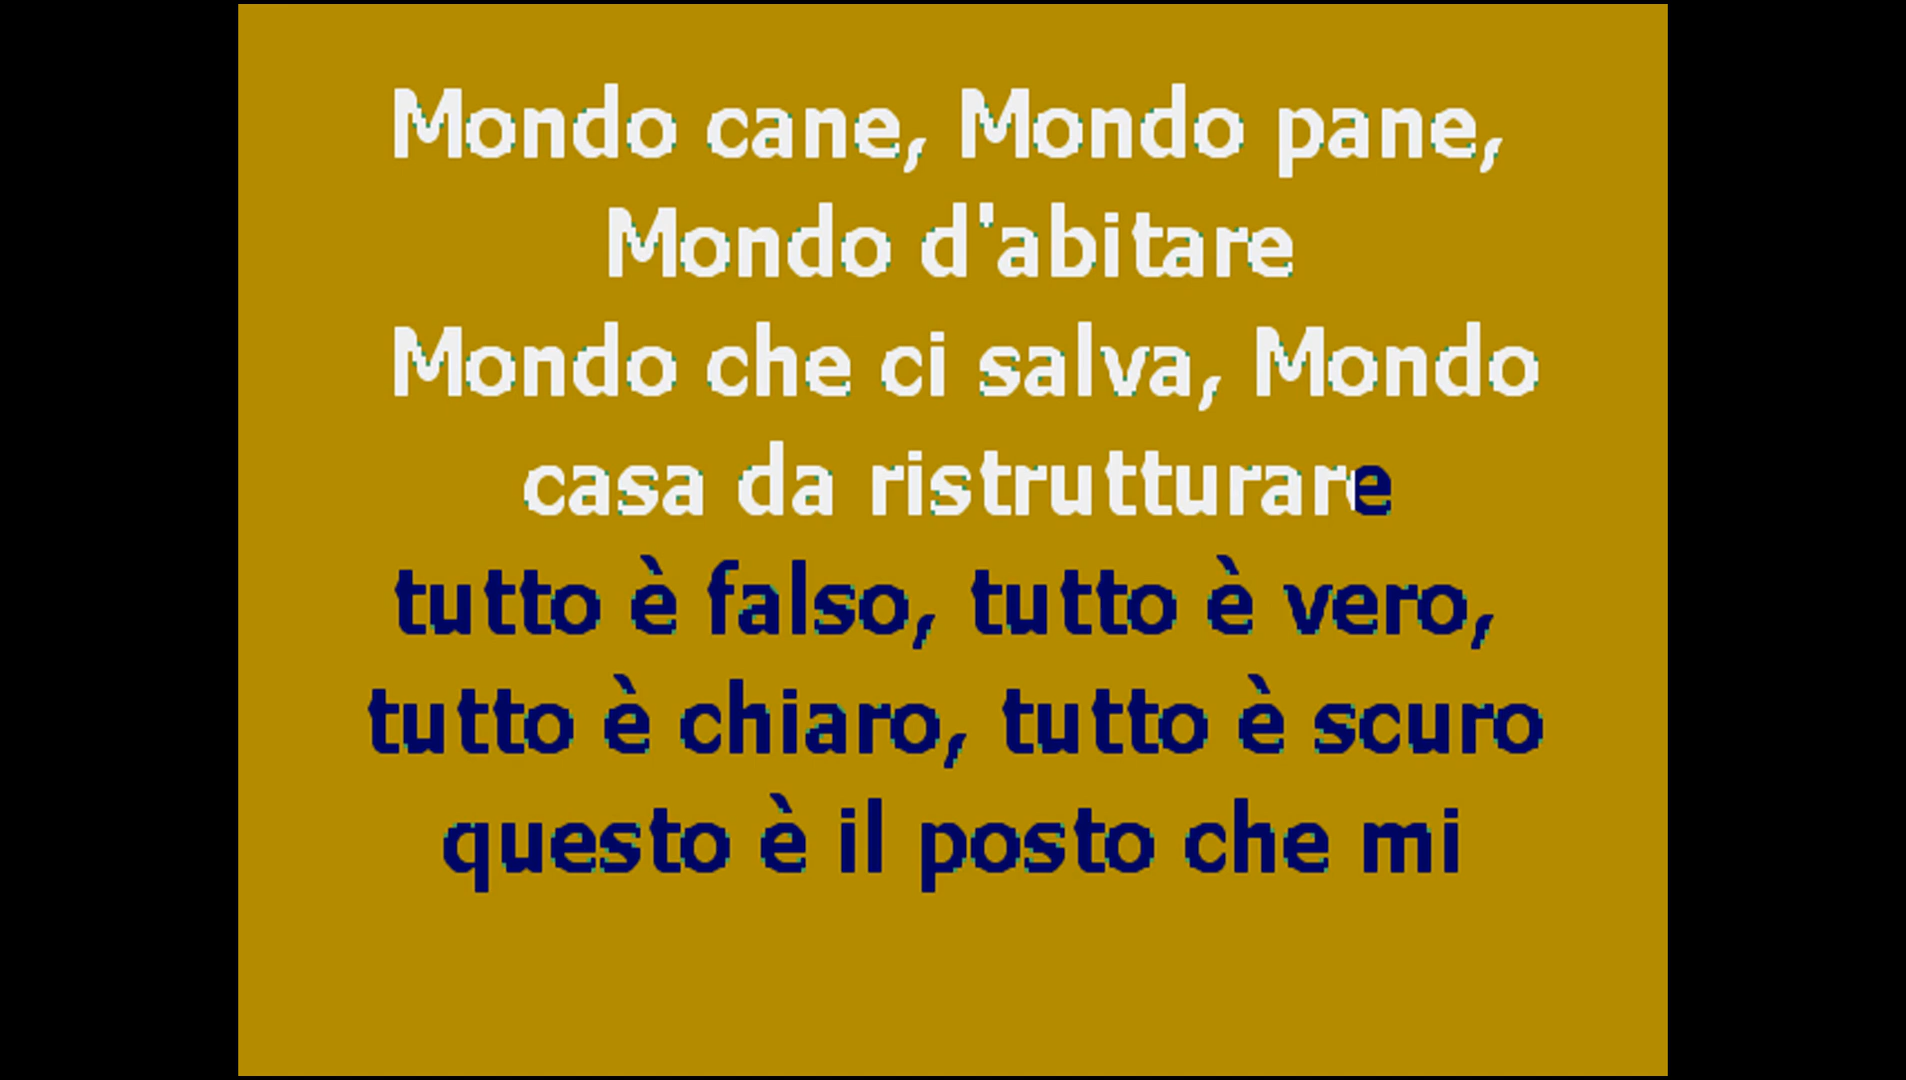 Mondo cane, Mondo pane,
Mondo d'abitare
Mondo che ci salva, Mondo
casa da ristrutturare
tutto è falso, tutto è vero,
tutto è chiaro, tutto è scuro
questo è il posto che mi